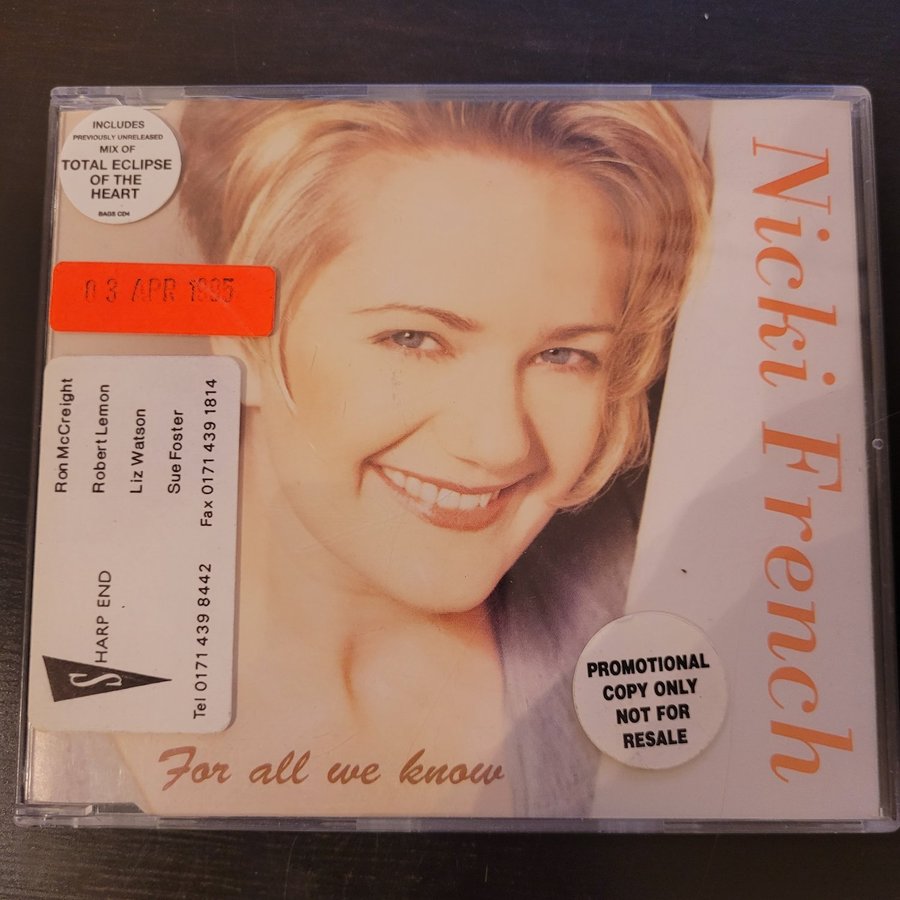 INCLUDES
PREVIOUSLY UNRELEASED
MIX OF
TOTAL ECLIPSE
OF THE
HEART
BAGS CD4
03 APR 1995
Ron McCreight
Robert Lemon
Liz Watson
Sue Foster
Fax 0171 439 1814
SHARP END
Tel 0171 439 8442
Nicki French
PROMOTIONAL
COPY ONLY
NOT FOR
RESALE
For all we know